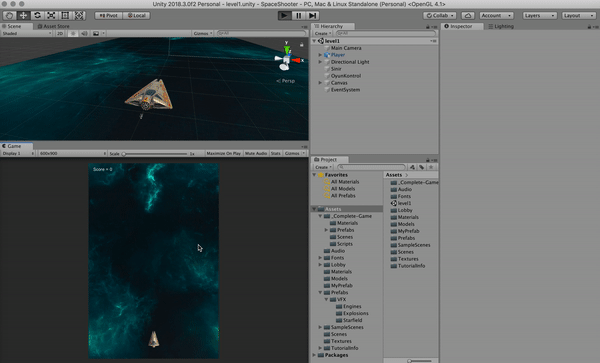 Unity 2018.3.0f2 Personal - level1.unity - SpaceShooter - PC, Mac & Linux Standalone (Personal) <OpenGL 4.1>
Pivot Local Collab Account Layers Layout
Scene Asset Store
Shaded 2D Gizmos All
Persp
Game
Display 1 600x900 Scale 1x Maximize On Play Mute Audio Stats Gizmos
Score = 0
Hierarchy
Create All
level1
Main Camera
Player
Directional Light
Sinir
OyunKontrol
Canvas
EventSystem
Project
Create
Favorites
All Materials
All Models
All Prefabs
Assets
_Complete-Game
Materials
Prefabs
Scenes
Scripts
Audio
Fonts
Lobby
Materials
Models
MyPrefab
Prefabs
VFX
Engines
Explosions
Starfield
SampleScenes
Scenes
Textures
TutorialInfo
Packages
Assets
_Complete-Game
Audio
Fonts
level1
Lobby
Materials
Models
MyPrefab
Prefabs
SampleScenes
Scenes
Textures
TutorialInfo
Inspector Lighting